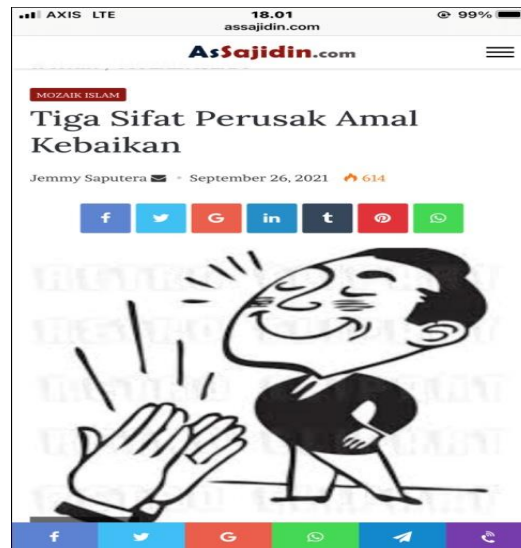 AXIS LTE 18.01 99%
assajidin.com
AsSajidin.com
MOZAIK ISLAM
Tiga Sifat Perusak Amal
Kebaikan
Jemmy Saputera • September 26, 2021 614
f G in t
f G